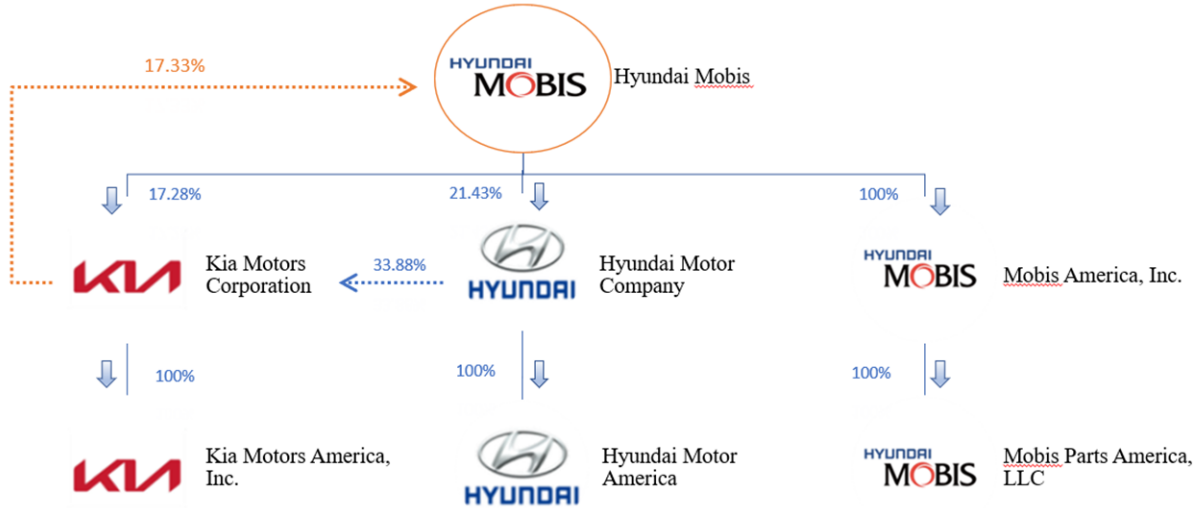 17.33%
HYUNDAI
MOBIS
Hyundai Mobis
17.28%
21.43%
100%
KIA
Kia Motors
Corporation
33.88%
HYUNDAI
Hyundai Motor
Company
HYUNDAI
MOBIS
Mobis America, Inc.
100%
100%
100%
KIA
Kia Motors America,
Inc.
HYUNDAI
Hyundai Motor
America
HYUNDAI
MOBIS
Mobis Parts America,
LLC